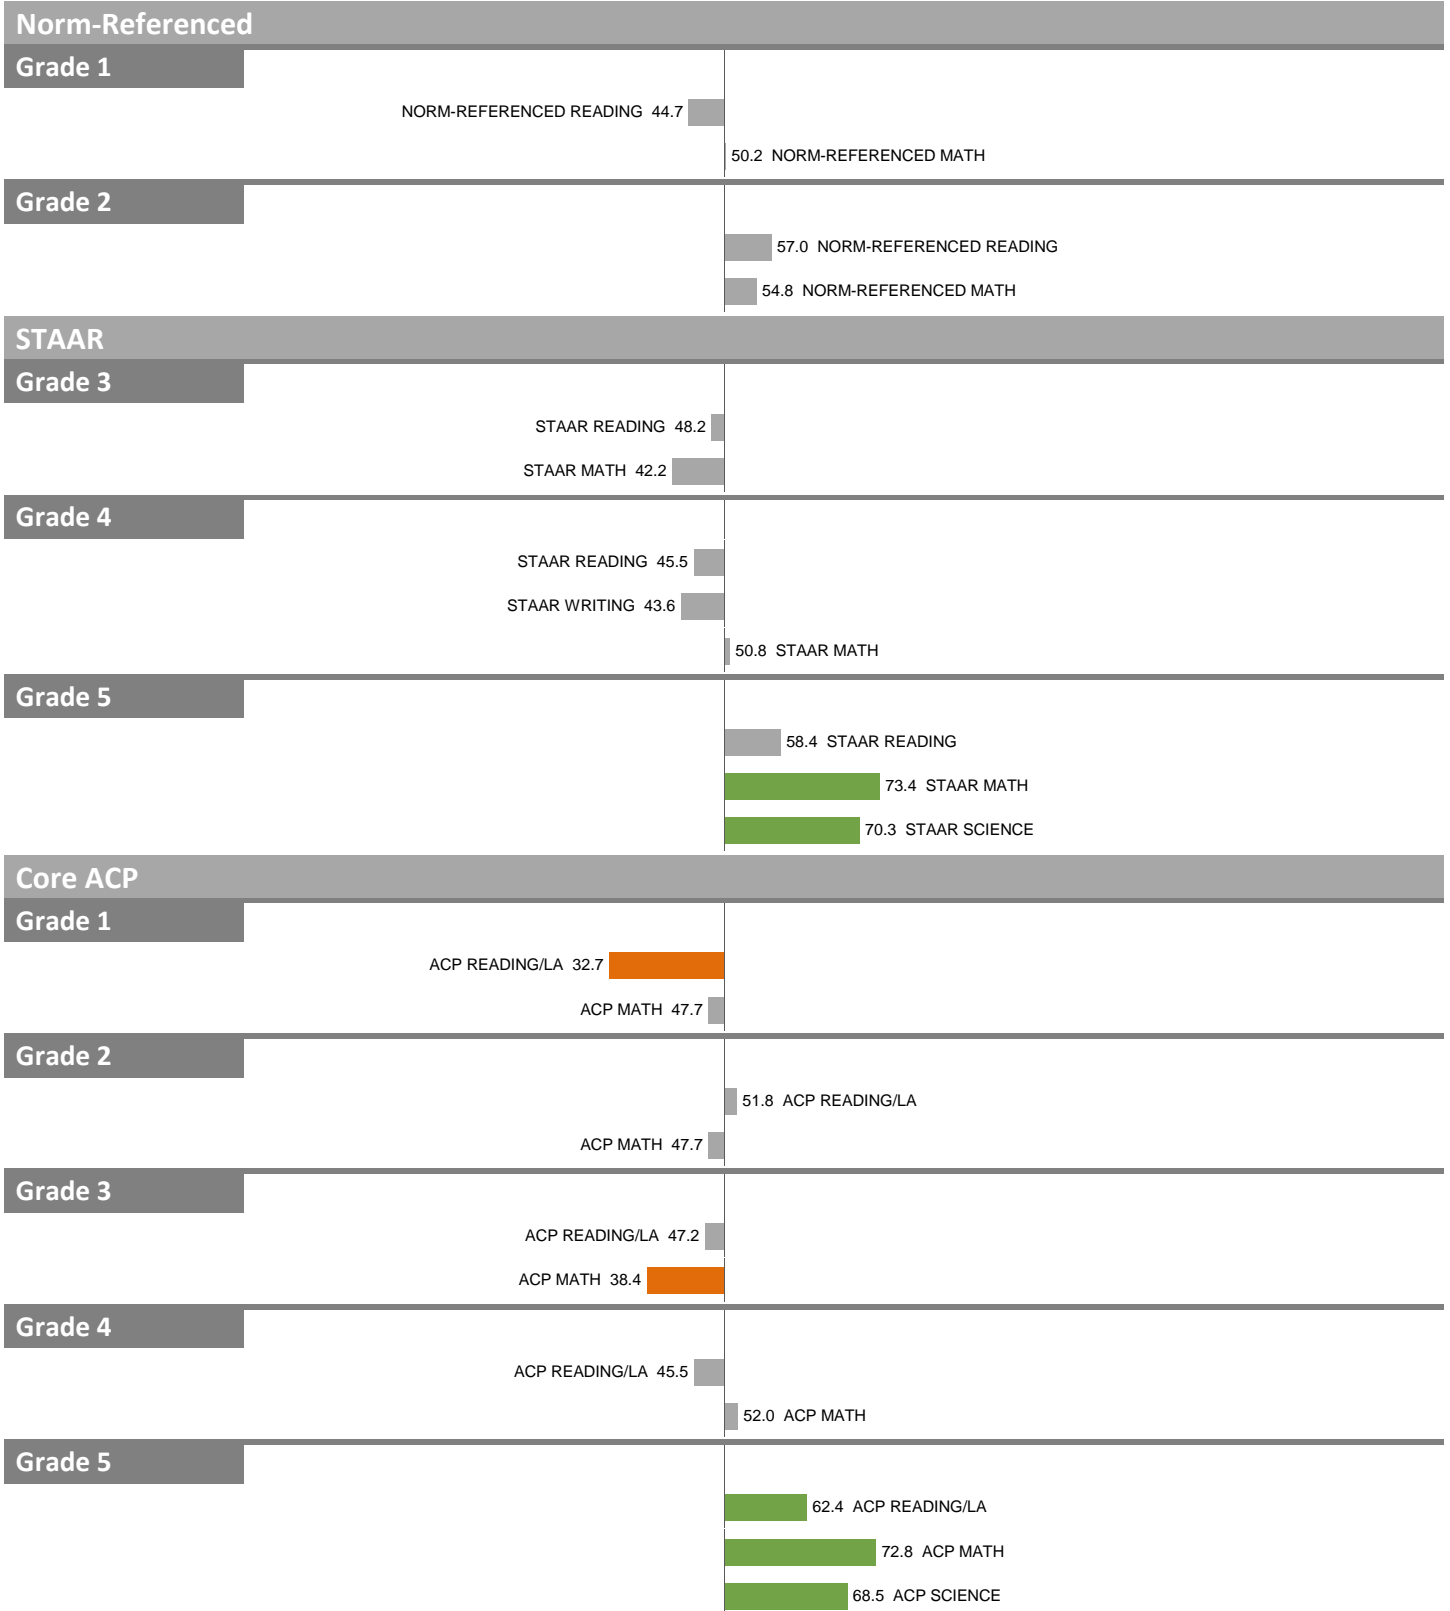 Norm-Referenced
Grade 1
NORM-REFERENCED READING 44.7
50.2 NORM-REFERENCED MATH
Grade 2
57.0 NORM-REFERENCED READING
54.8 NORM-REFERENCED MATH
STAAR
Grade 3
STAAR READING 48.2
STAAR MATH 42.2
Grade 4
STAAR READING 45.5
STAAR WRITING 43.6
50.8 STAAR MATH
Grade 5
58.4 STAAR READING
73.4 STAAR MATH
70.3 STAAR SCIENCE
Core ACP
Grade 1
ACP READING/LA 32.7
ACP MATH 47.7
Grade 2
51.8 ACP READING/LA
ACP MATH 47.7
Grade 3
ACP READING/LA 47.2
ACP MATH 38.4
Grade 4
ACP READING/LA 45.5
52.0 ACP MATH
Grade 5
62.4 ACP READING/LA
72.8 ACP MATH
68.5 ACP SCIENCE